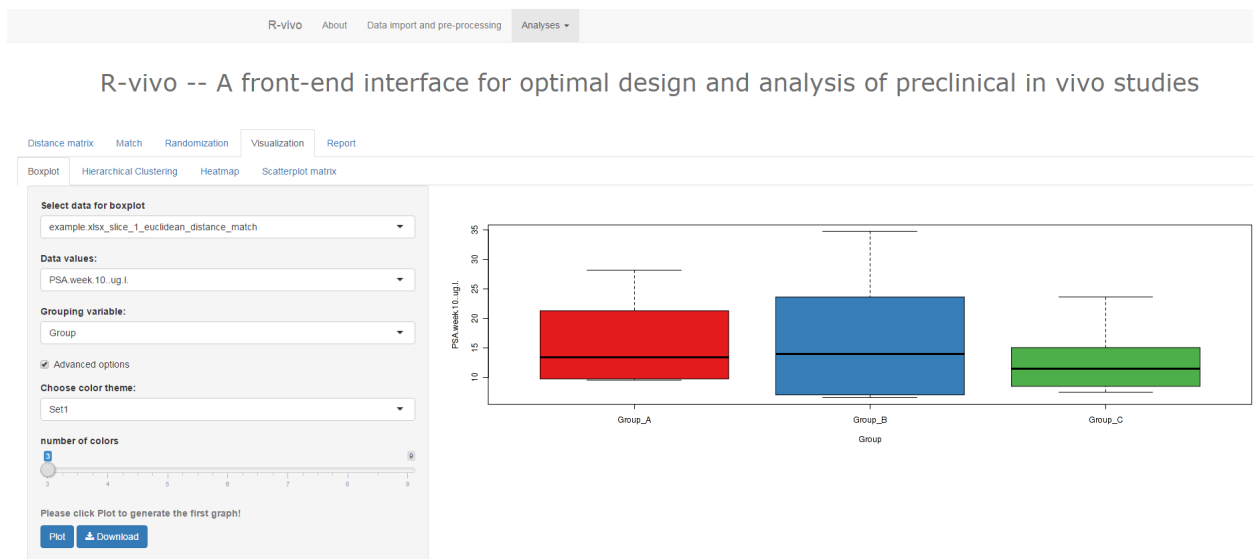 R-vivo About Data import and pre-processing Analyses
R-vivo -- A front-end interface for optimal design and analysis of preclinical in vivo studies
Distance matrix Match Randomization Visualization Report
Boxplot Hierarchical Clustering Heatmap Scatterplot matrix
Select data for boxplot
example.xlsx_slice_1_euclidean_distance_match
Data values:
PSA.week.10..ug.l.
Grouping variable:
Group
Advanced options
Choose color theme:
Set1
number of colors
3 9
3 4 5 6 7 8 9
Please click Plot to generate the first graph!
Plot Download
PSA.week.10..ug.l.
35
30
25
20
15
10
Group_A Group_B Group_C
Group